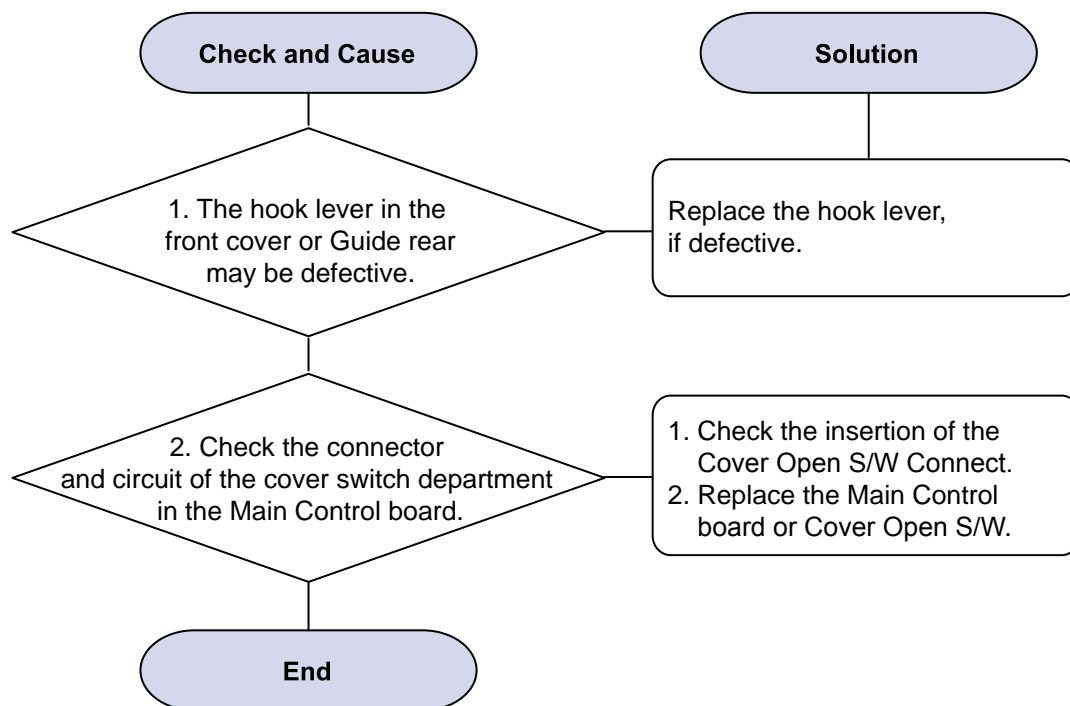 Check and Cause
Solution
1. The hook lever in the
front cover or Guide rear
may be defective.
Replace the hook lever,
if defective.
2. Check the connector
and circuit of the cover switch department
in the Main Control board.
1. Check the insertion of the
Cover Open S/W Connect.
2. Replace the Main Control
board or Cover Open S/W.
End